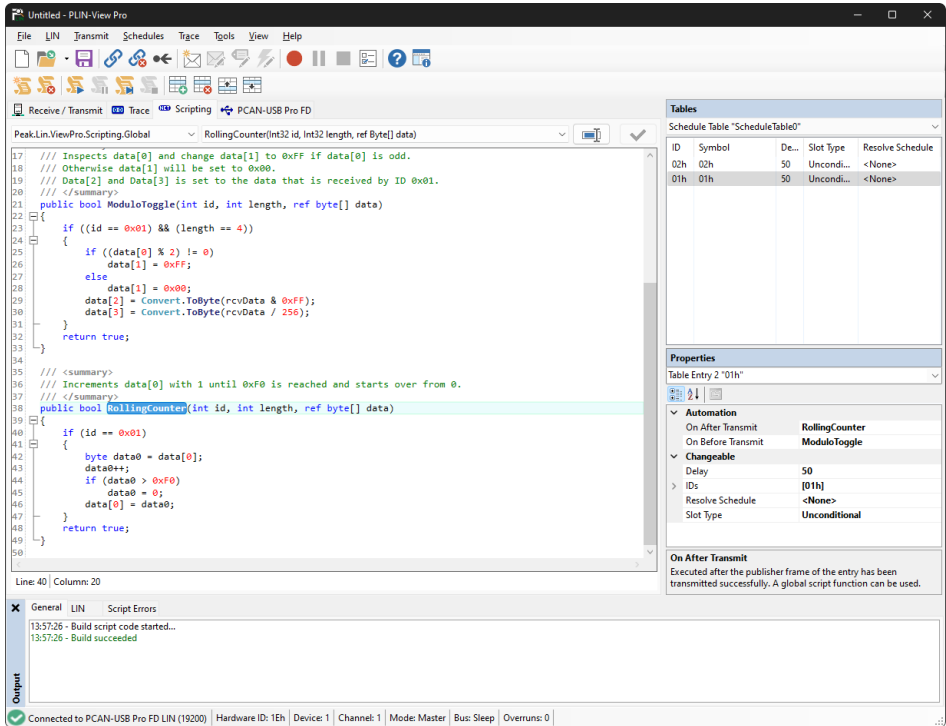 Untitled - PLIN-View Pro
File LIN Transmit Schedules Trace Tools View Help
Receive / Transmit Trace Scripting PCAN-USB Pro FD
Peak.Lin.ViewPro.Scripting.Global RollingCounter(Int32 id, Int32 length, ref Byte[] data)
17 /// Inspects data[0] and change data[1] to 0xFF if data[0] is odd.
18 /// Otherwise data[1] will be set to 0x00.
19 /// Data[2] and Data[3] is set to the data that is received by ID 0x01.
20 /// </summary>
21 public bool ModuloToggle(int id, int length, ref byte[] data)
22 {
23 if ((id == 0x01) && (length == 4))
24 {
25 if ((data[0] % 2) != 0)
26 data[1] = 0xFF;
27 else
28 data[1] = 0x00;
29 data[2] = Convert.ToByte(rcvData & 0xFF);
30 data[3] = Convert.ToByte(rcvData / 256);
31 }
32 return true;
33 }
34
35 /// <summary>
36 /// Increments data[0] with 1 until 0xF0 is reached and starts over from 0.
37 /// </summary>
38 public bool RollingCounter(int id, int length, ref byte[] data)
39 {
40 if (id == 0x01)
41 {
42 byte data0 = data[0];
43 data0++;
44 if (data0 > 0xF0)
45 data0 = 0;
46 data[0] = data0;
47 }
48 return true;
49 }
50
Line: 40 Column: 20
Tables
Schedule Table "ScheduleTable0"
ID Symbol De... Slot Type Resolve Schedule
02h 02h 50 Uncondi... <None>
01h 01h 50 Uncondi... <None>
Properties
Table Entry 2 "01h"
Automation
On After Transmit RollingCounter
On Before Transmit ModuloToggle
Changeable
Delay 50
IDs [01h]
Resolve Schedule <None>
Slot Type Unconditional
On After Transmit
Executed after the publisher frame of the entry has been
transmitted successfully. A global script function can be used.
General LIN Script Errors
13:57:26 - Build script code started...
13:57:26 - Build succeeded
Output
Connected to PCAN-USB Pro FD LIN (19200) Hardware ID: 1Eh Device: 1 Channel: 1 Mode: Master Bus: Sleep Overruns: 0